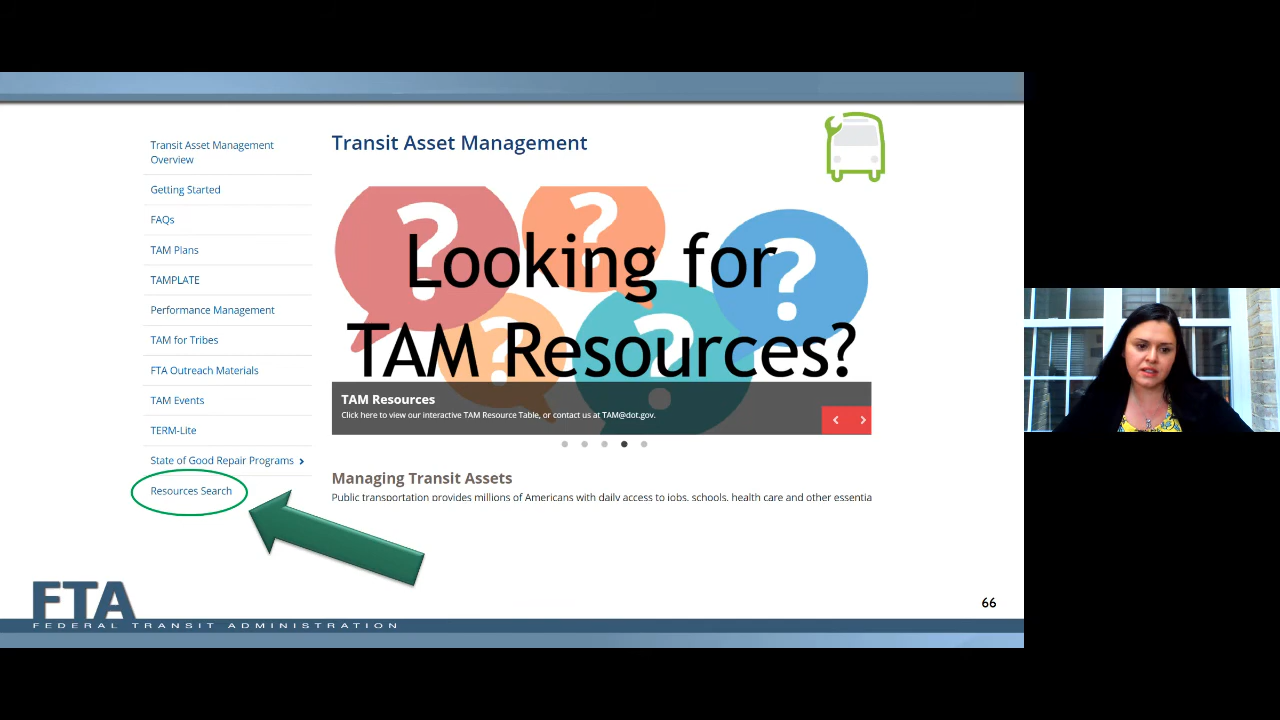 Transit Asset Management
Overview
Getting Started
FAQs
TAM Plans
TAMPLATE
Performance Management
TAM for Tribes
FTA Outreach Materials
TAM Events
TERM-Lite
State of Good Repair Programs
Resources Search
Transit Asset Management
? ? ? ? ?
Looking for
TAM Resources?
TAM Resources
Click here to view our interactive TAM Resource Table, or contact us at TAM@dot.gov.
Managing Transit Assets
Public transportation provides millions of Americans with daily access to jobs, schools, health care and other essentia
FTA
FEDERAL TRANSIT ADMINISTRATION
66